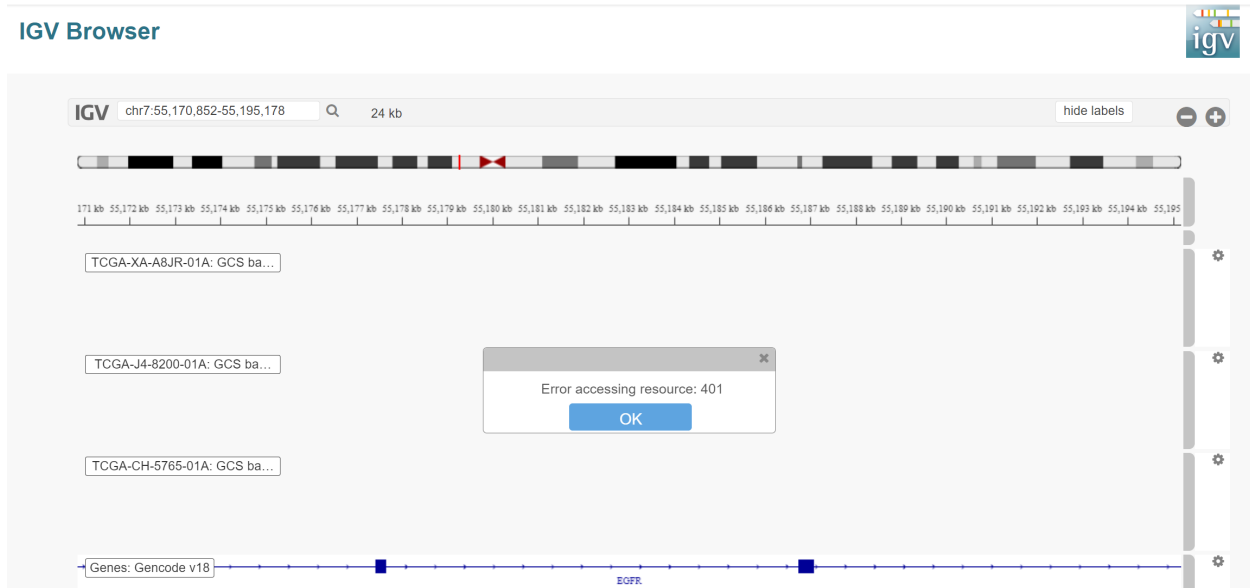 IGV Browser
igv
IGV chr7:55,170,852-55,195,178 24 kb hide labels
171 kb 55,172 kb 55,173 kb 55,174 kb 55,175 kb 55,176 kb 55,177 kb 55,178 kb 55,179 kb 55,180 kb 55,181 kb 55,182 kb 55,183 kb 55,184 kb 55,185 kb 55,186 kb 55,187 kb 55,188 kb 55,189 kb 55,190 kb 55,191 kb 55,192 kb 55,193 kb 55,194 kb 55,195
TCGA-XA-A8JR-01A: GCS ba...
TCGA-J4-8200-01A: GCS ba...
Error accessing resource: 401
OK
TCGA-CH-5765-01A: GCS ba...
Genes: Gencode v18
EGFR